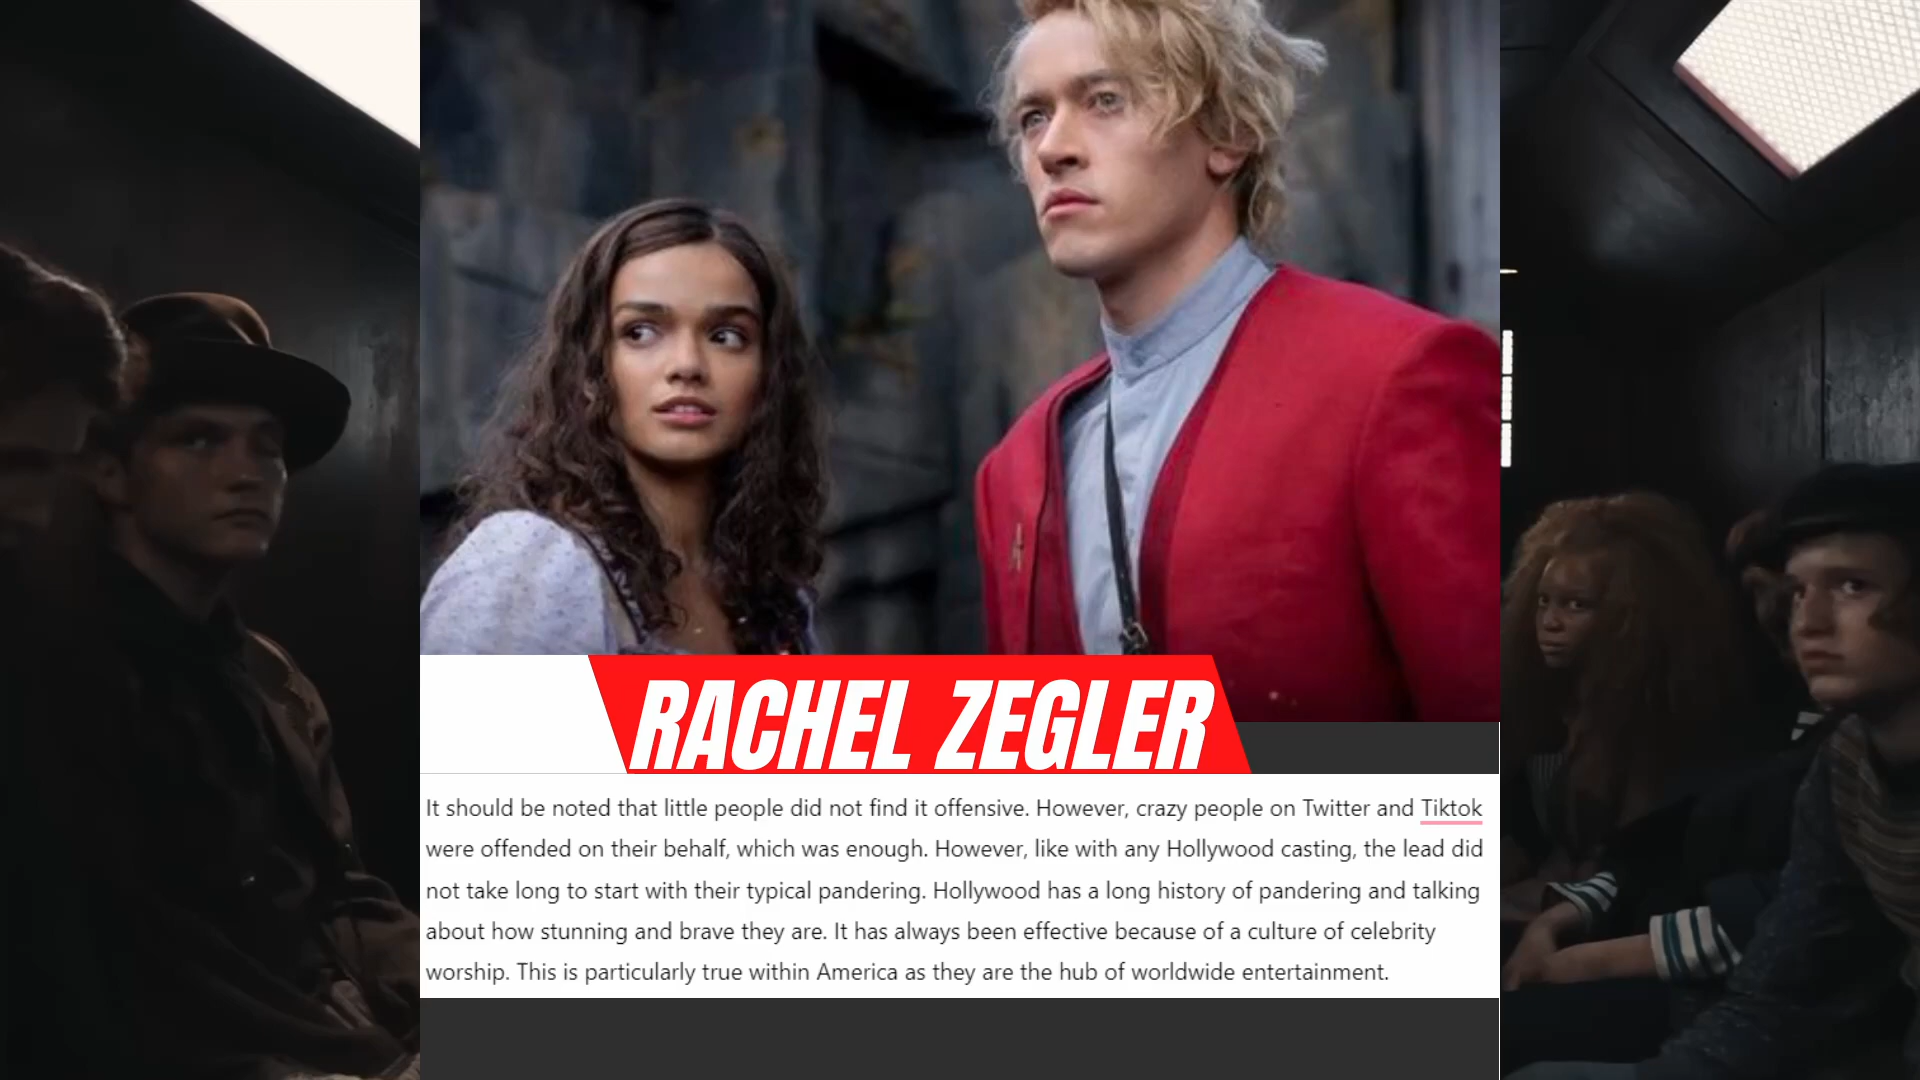 RACHEL ZEGLER
It should be noted that little people did not find it offensive. However, crazy people on Twitter and Tiktok
were offended on their behalf, which was enough. However, like with any Hollywood casting, the lead did
not take long to start with their typical pandering. Hollywood has a long history of pandering and talking
about how stunning and brave they are. It has always been effective because of a culture of celebrity
worship. This is particularly true within America as they are the hub of worldwide entertainment.